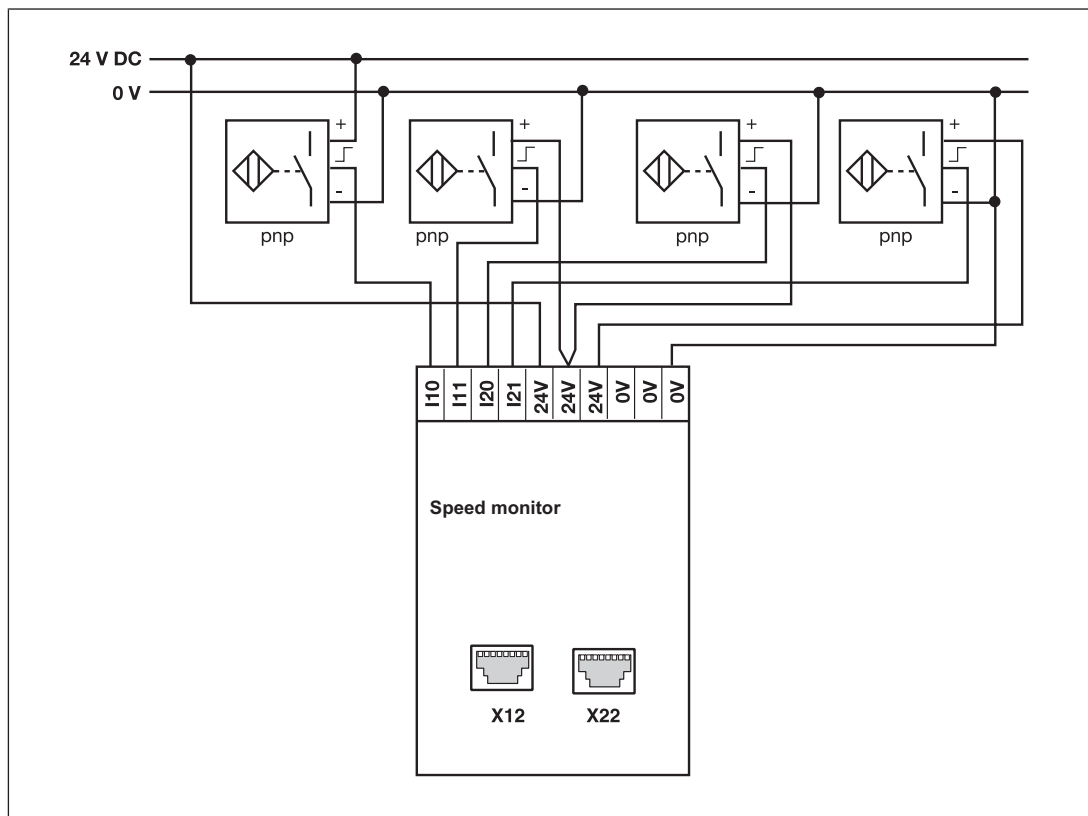 24 V DC
0 V
+
-
pnp
+
-
pnp
+
-
pnp
+
-
pnp
I10
I11
I20
I21
24V
24V
24V
0V
0V
0V
Speed monitor
X12
X22